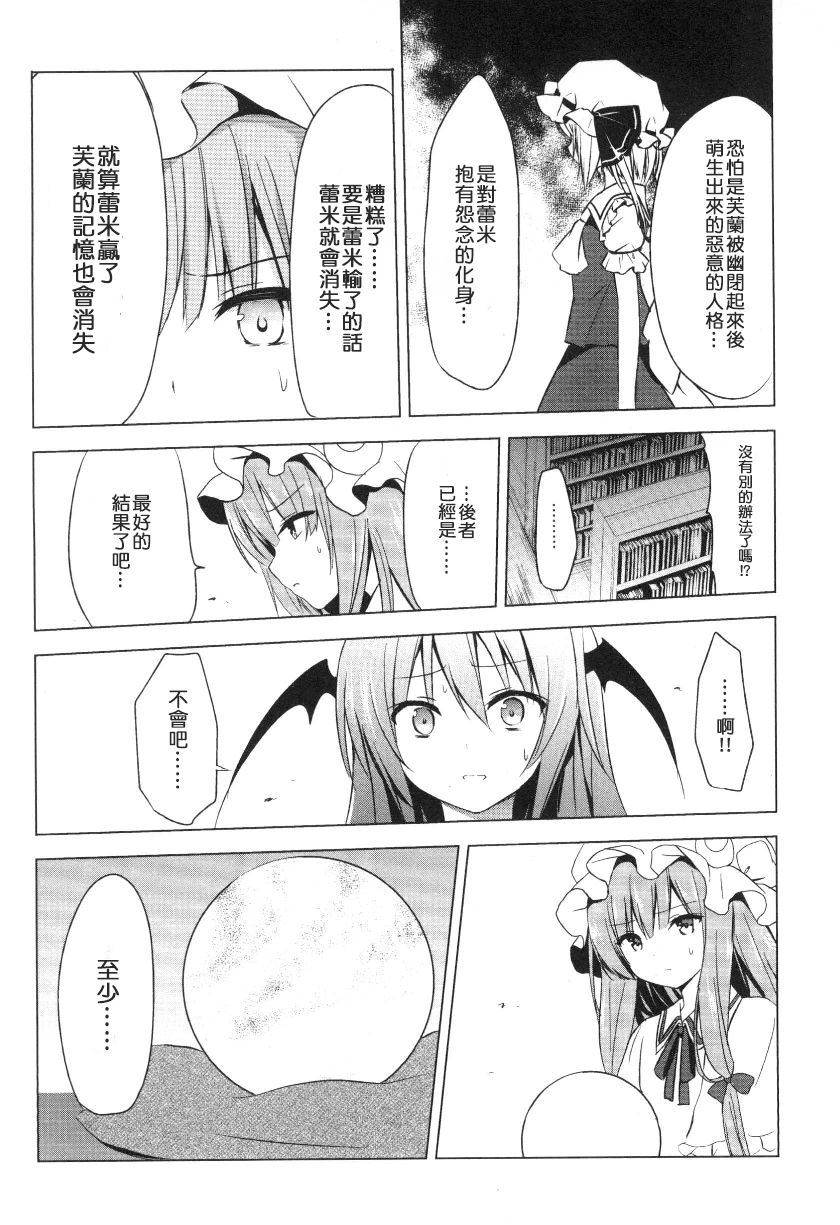 恐怕是芙蘭被幽閉起來後
萌生出來的惡意的人格…
是對蕾米
抱有怨念的化身…
糟糕了……
要是蕾米輸了的話
蕾米就會消失…
就算蕾米贏了
芙蘭的記憶也會消失
沒有別的辦法了嗎!?
………
…後者
已經是……
最好的
結果了吧…
……啊!!
不會吧……
至少……